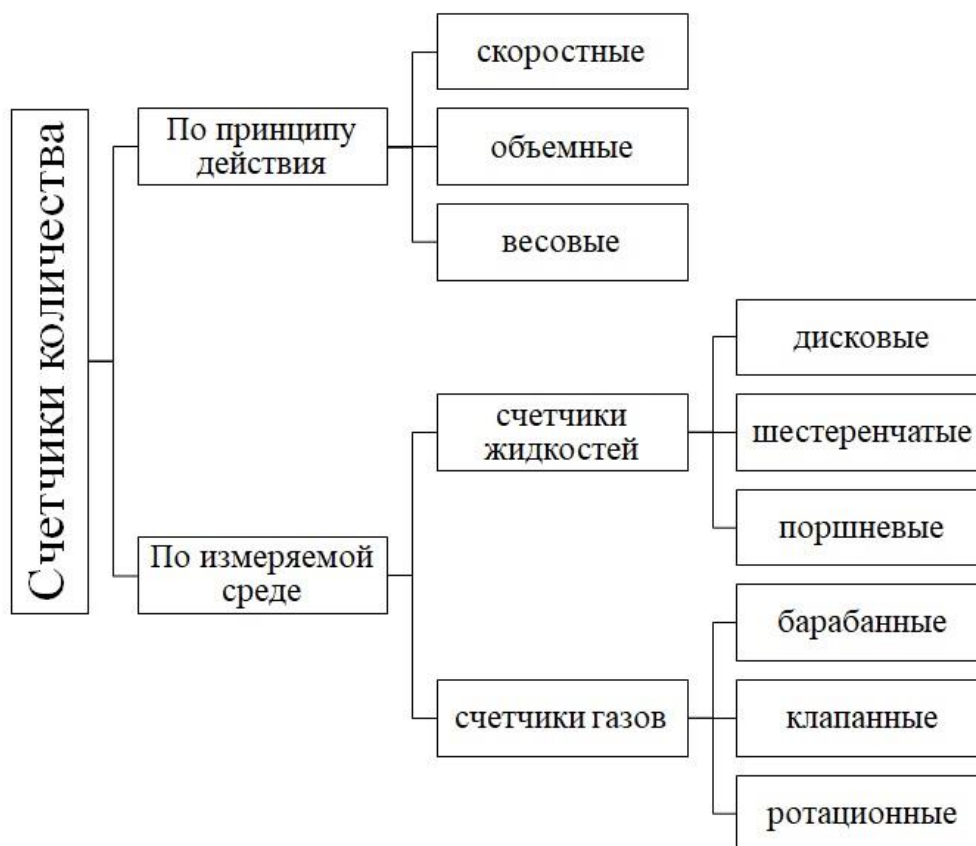 Счетчики количества
По принципу
действия
скоростные
объемные
весовые
По измеряемой
среде
счетчики
жидкостей
дисковые
шестеренчатые
поршневые
счетчики газов
барабанные
клапанные
ротационные